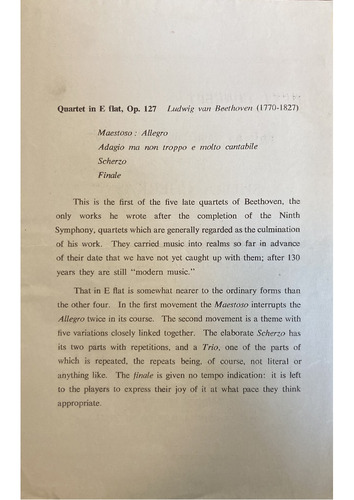 Quartet in E flat, Op. 127 Ludwig van Beethoven (1770-1827)
Maestoso : Allegro
Adagio ma non troppo e molto cantabile
Scherzo
Finale
This is the first of the five late quartets of Beethoven, the
only works he wrote after the completion of the Ninth
Symphony, quartets which are generally regarded as the culmination
of his work. They carried music into realms so far in advance
of their date that we have not yet caught up with them; after 130
years they are still "modern music."
That in E flat is somewhat nearer to the ordinary forms than
the other four. In the first movement the Maestoso interrupts the
Allegro twice in its course. The second movement is a theme with
five variations closely linked together. The elaborate Scherzo has
its two parts with repetitions, and a Trio, one of the parts of
which is repeated, the repeats being, of course, not literal or
anything like. The finale is given no tempo indication: it is left
to the players to express their joy of it at what pace they think
appropriate.